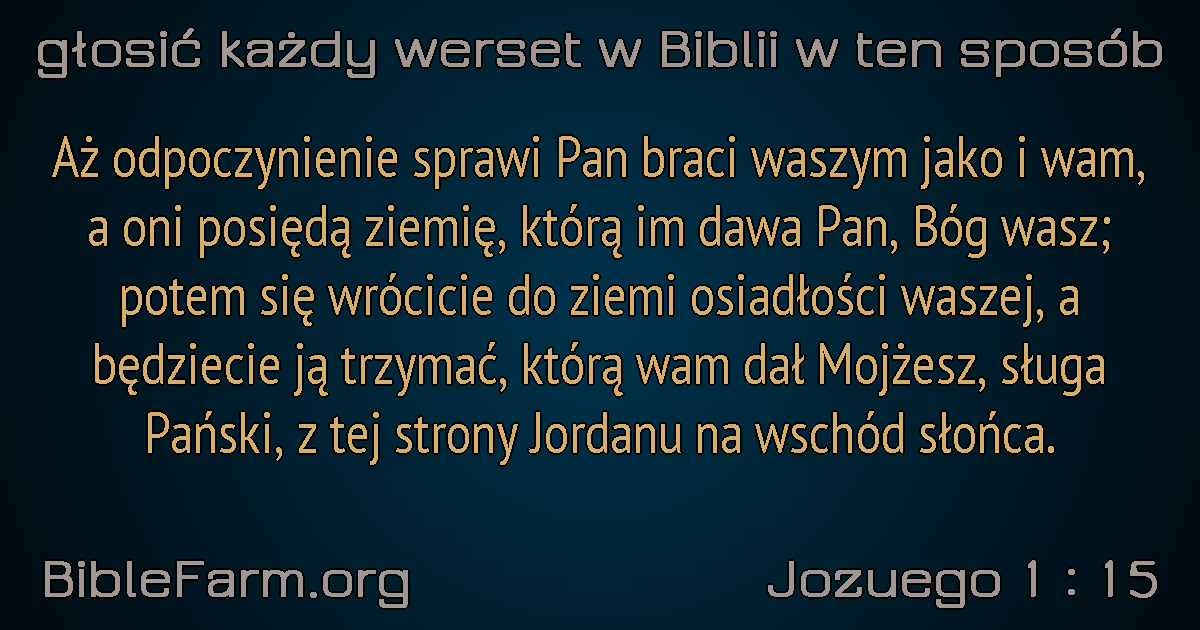 głosić każdy werset w Biblii w ten sposób
Aż odpoczynienie sprawi Pan braci waszym jako i wam,
a oni posiędą ziemię, którą im dawa Pan, Bóg wasz;
potem się wrócicie do ziemi osiadłości waszej, a
będziecie ją trzymać, którą wam dał Mojżesz, sługa
Pański, z tej strony Jordanu na wschód słońca.
BibleFarm.org
Jozuego 1 : 15